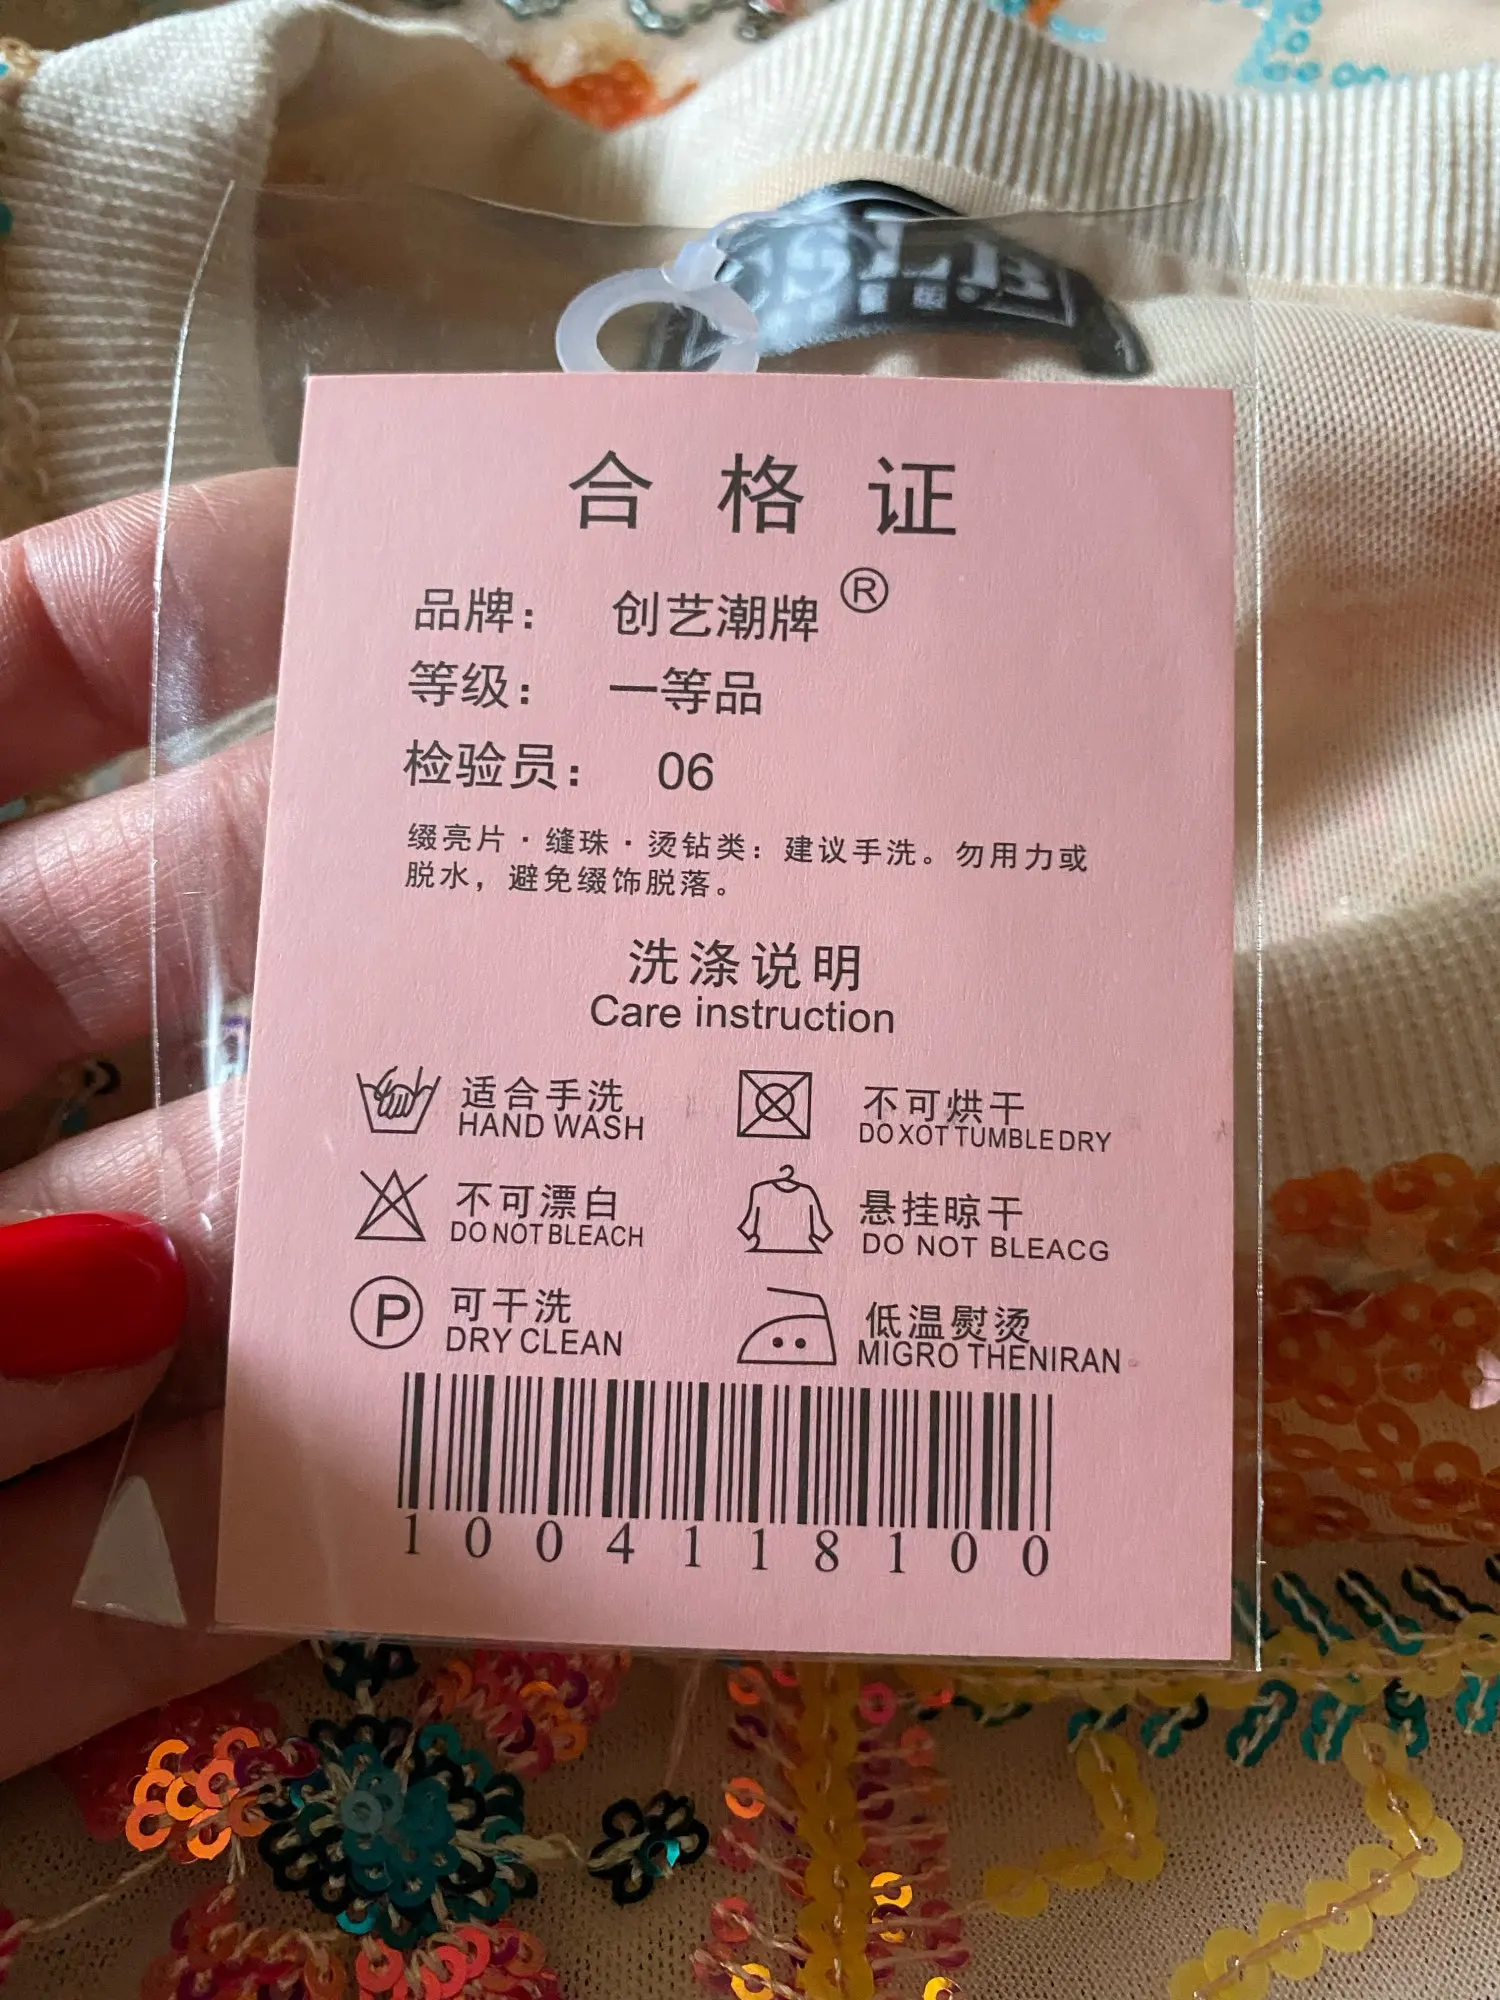 合格证
品牌： 创艺潮牌®
等级： 一等品
检验员： 06
缀亮片·缝珠·烫钻类：建议手洗。勿用力或
脱水，避免缀饰脱落。
洗涤说明
Care instruction
适合手洗
HAND WASH
不可烘干
DOXOT TUMBLE DRY
不可漂白
DO NOT BLEACH
悬挂晾干
DO NOT BLEACG
P
可干洗
DRY CLEAN
低温熨烫
MIGRO THENIRAN
1004118100